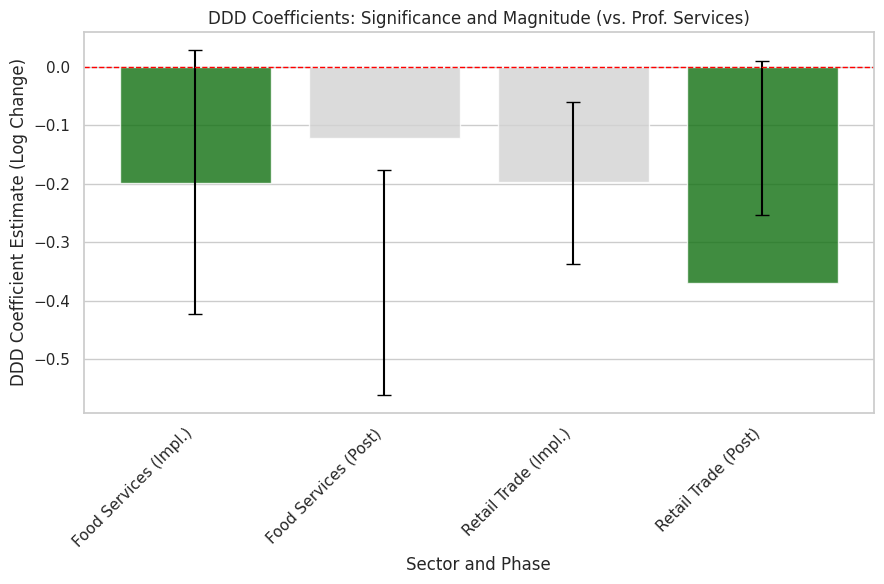 DDD Coefficients: Significance and Magnitude (vs. Prof. Services)
DDD Coefficient Estimate (Log Change)
0.0
−0.1
−0.2
−0.3
−0.4
−0.5
Food Services (Impl.)
Food Services (Post)
Retail Trade (Impl.)
Retail Trade (Post)
Sector and Phase